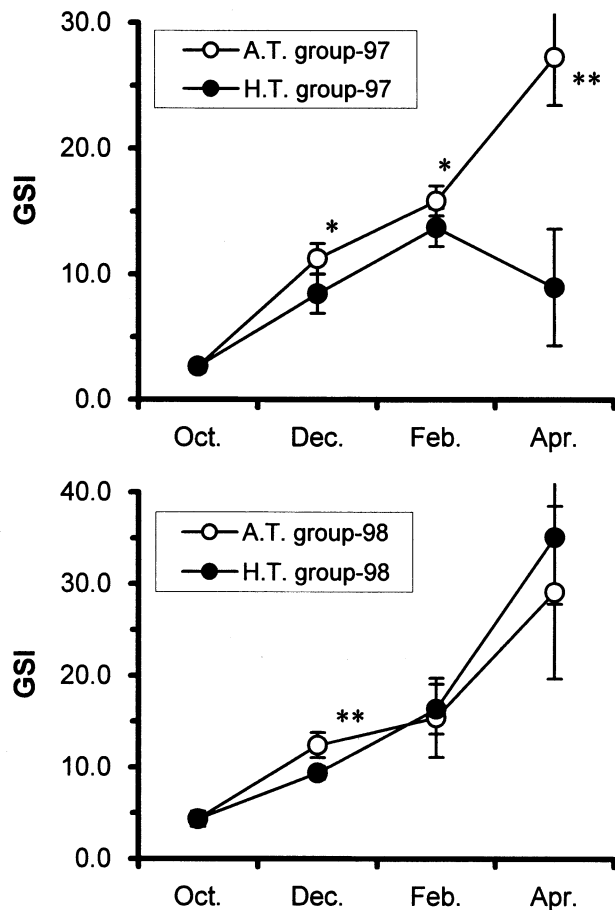 30.0
A.T. group-97
H.T. group-97
**
20.0
*
*
GSI
10.0
0.0
Oct. Dec. Feb. Apr.
40.0
A.T. group-98
H.T. group-98
30.0
GSI
20.0
**
10.0
0.0
Oct. Dec. Feb. Apr.